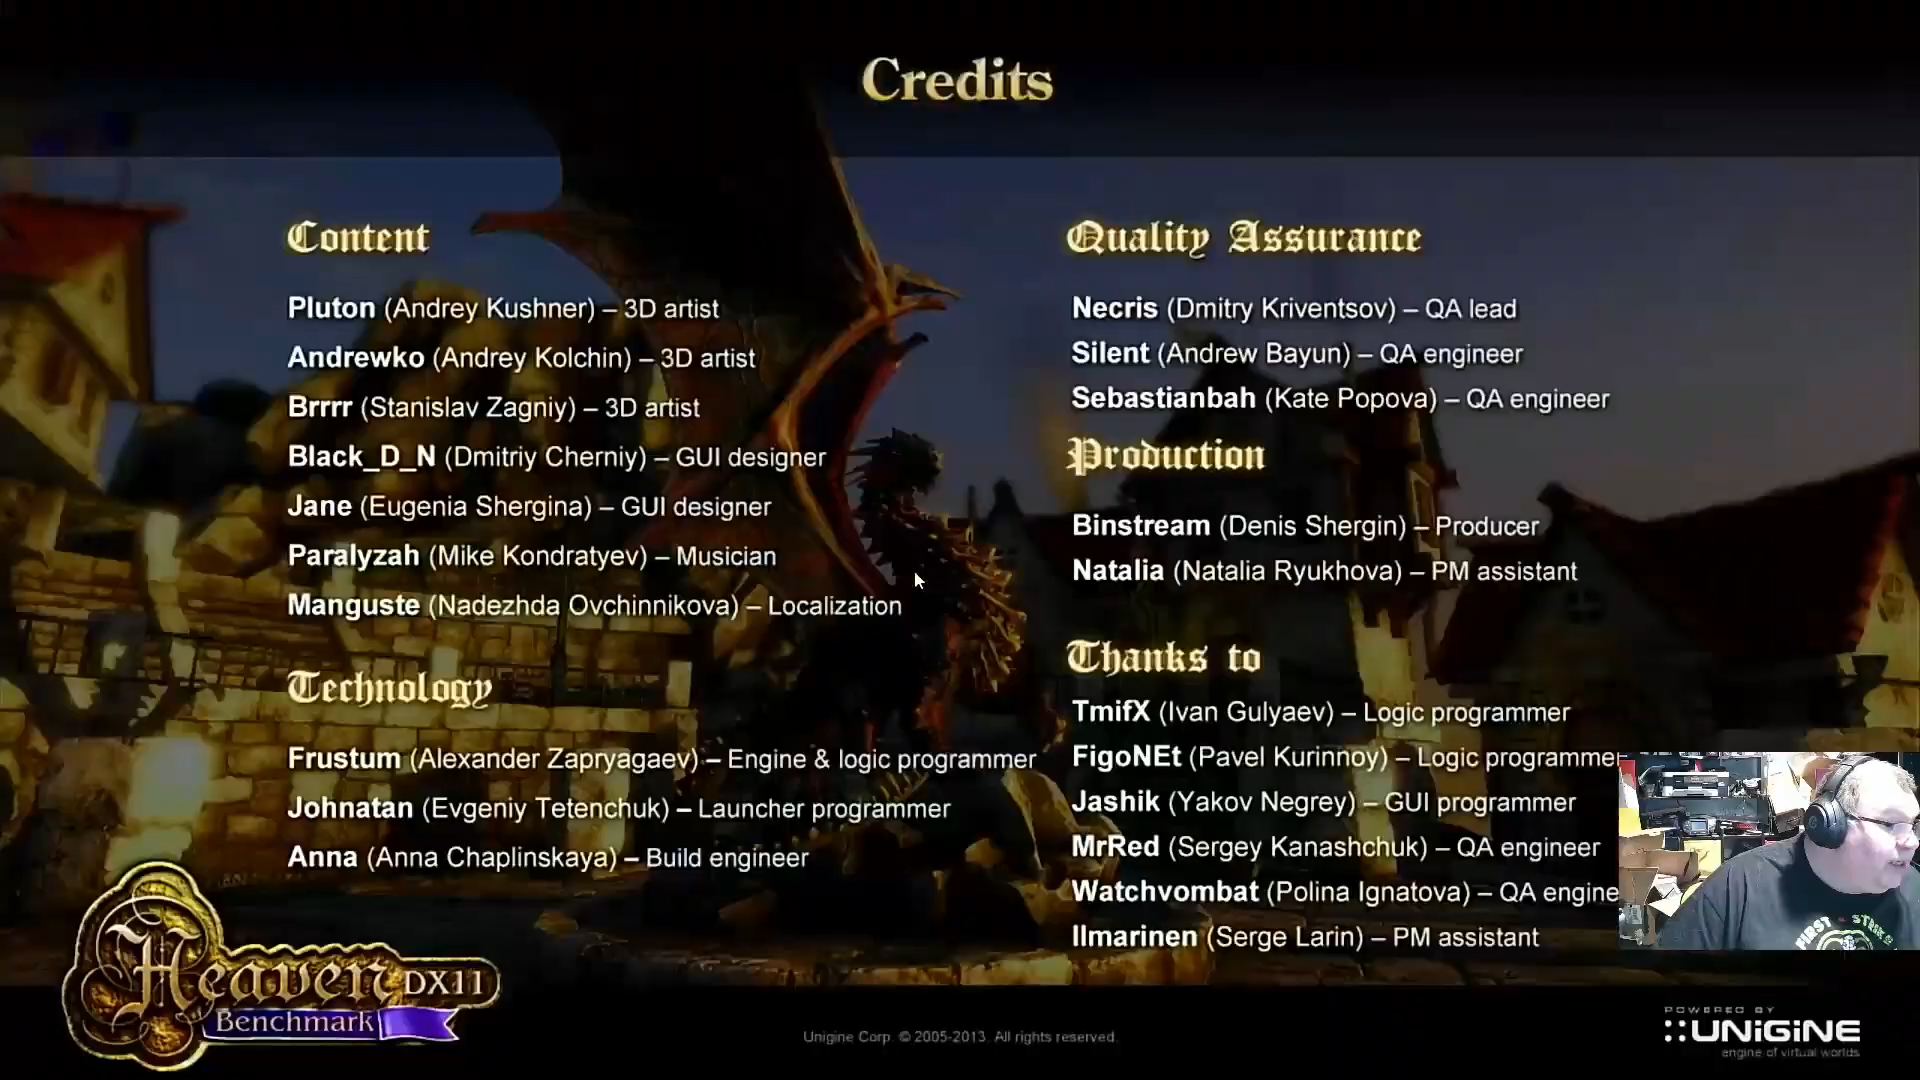 Credits
Content
Pluton (Andrey Kushner) – 3D artist
Andrewko (Andrey Kolchin) – 3D artist
Brrrr (Stanislav Zagniy) – 3D artist
Black_D_N (Dmitriy Cherniy) – GUI designer
Jane (Eugenia Shergina) – GUI designer
Paralyzah (Mike Kondratyev) – Musician
Manguste (Nadezhda Ovchinnikova) – Localization
Technology
Frustum (Alexander Zapryagaev) – Engine & logic programmer
Johnatan (Evgeniy Tetenchuk) – Launcher programmer
Anna (Anna Chaplinskaya) – Build engineer
Quality Assurance
Necris (Dmitry Kriventsov) – QA lead
Silent (Andrew Bayun) – QA engineer
Sebastianbah (Kate Popova) – QA engineer
Production
Binstream (Denis Shergin) – Producer
Natalia (Natalia Ryukhova) – PM assistant
Thanks to
TmifX (Ivan Gulyaev) – Logic programmer
FigoNEt (Pavel Kurinnoy) – Logic programme
Jashik (Yakov Negrey) – GUI programmer
MrRed (Sergey Kanashchuk) – QA engineer
Watchvombat (Polina Ignatova) – QA engine
Ilmarinen (Serge Larin) – PM assistant
FIRST STRIKE
Heaven DX11
Benchmark
Unigine Corp. © 2005-2013. All rights reserved.
POWERED BY
UNiGiNE
engine of virtual worlds